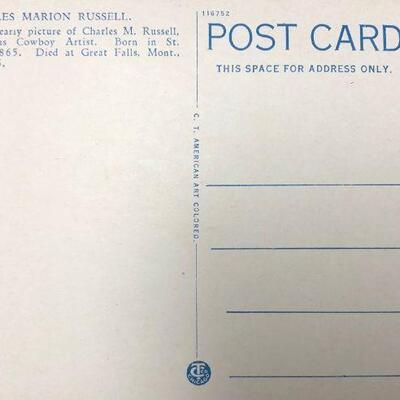 LES MARION RUSSELL.
early picture of Charles M. Russell,
us Cowboy Artist. Born in St.
865. Died at Great Falls, Mont.,
116752
POST CARD
THIS SPACE FOR ADDRESS ONLY.
C. T. AMERICAN ART COLORED.
CHICAGO